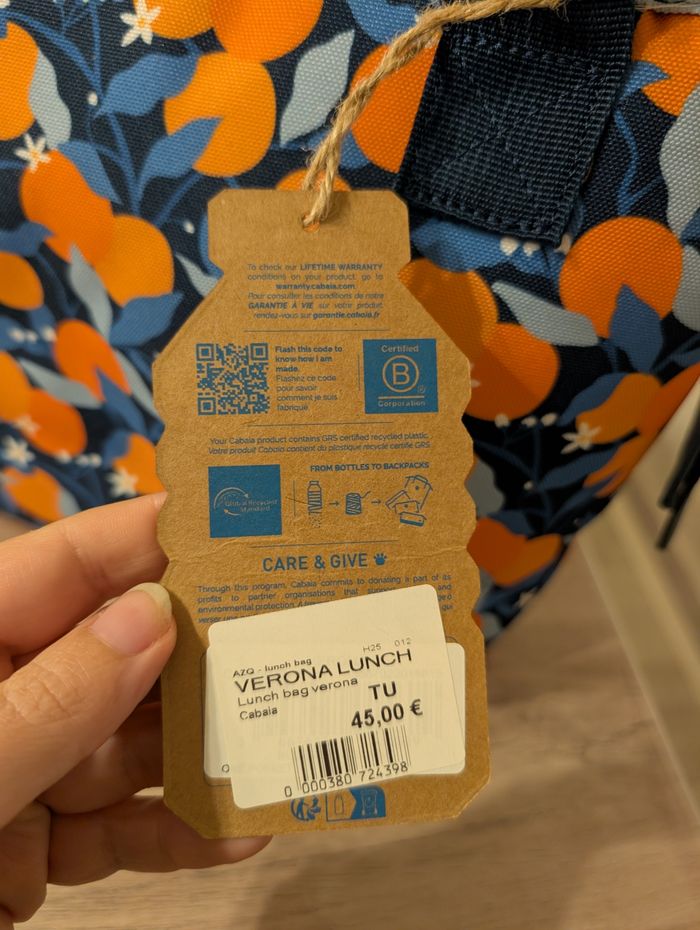 To check our LIFETIME WARRANTY
conditions on your product, go to
warranty.cabaia.com.
Pour consulter les conditions de notre
GARANTIE À VIE sur votre produit,
rendez-vous sur garantie.cabaia.fr
Flash this code to
know how I am
made.
Flashez ce code
pour savoir
comment je suis
fabriqué
Certified
B
Corporation
Your Cabaia product contains GRS certified recycled plastic.
Votre produit Cabaia contient du plastique recyclé certifié GRS.
FROM BOTTLES TO BACKPACKS
Global Recycled
Standard
CARE & GIVE
Through this program, Cabaia commits to donating a part of its
profits to partner organisations that and
environmental protection.
qui
H25 012
AZQ - lunch bag
VERONA LUNCH
Lunch bag verona TU
Cabaia 45,00 €
0 000380 724398